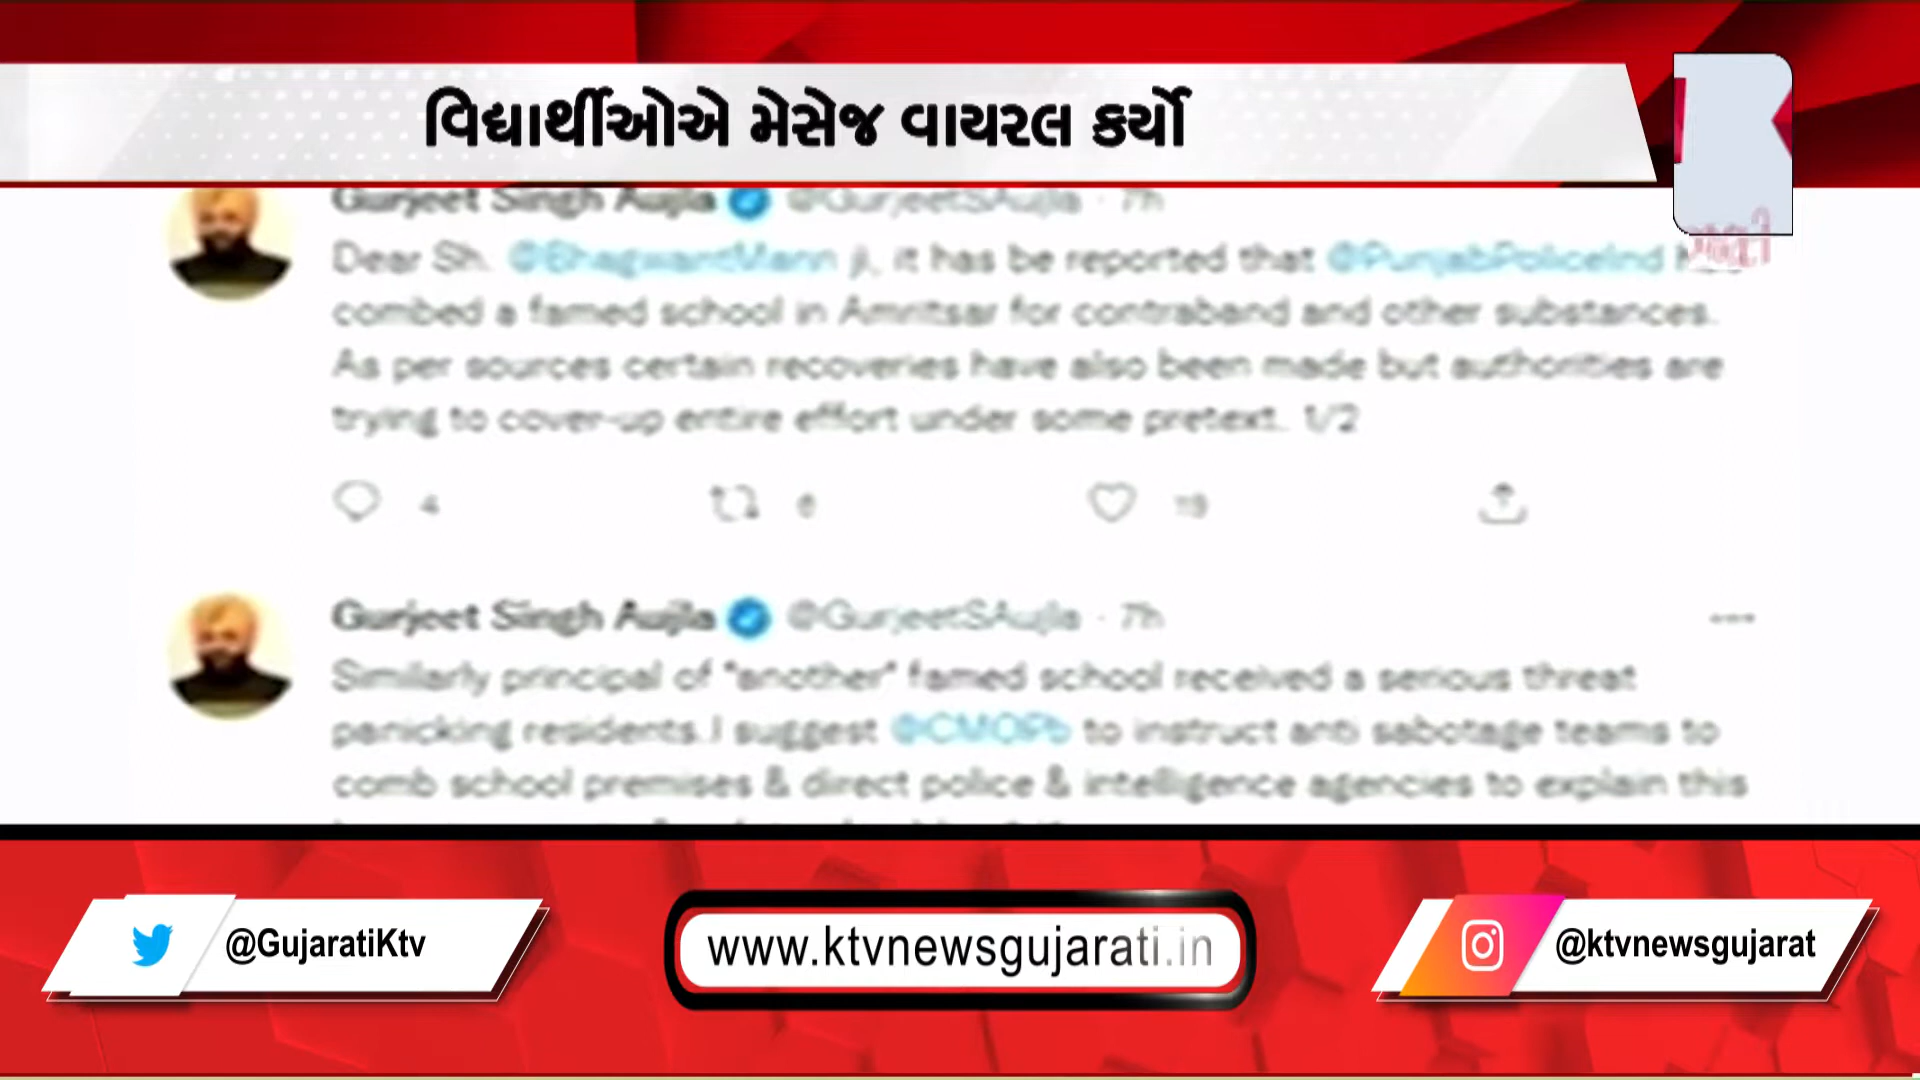 વિદ્યાર્થીઓએ મેસેજ વાયરલ કર્યો
Gurjeet Singh Aujla @GurjeetSAujla · 7h
Dear Sh. @BhagwantMann ji, it has be reported that @PunjabPoliceInd
combed a famed school in Amritsar for contraband and other substances.
As per sources certain recoveries have also been made but authorities are
trying to cover-up entire effort under some pretext. 1/2
4 6 19
Gurjeet Singh Aujla @GurjeetSAujla · 7h
Similarly principal of "another" famed school received a serious threat
panicking residents.I suggest @CMOPb to instruct anti sabotage teams to
comb school premises & direct police & intelligence agencies to explain this
@GujaratiKtv
www.ktvnewsgujarati.in
@ktvnewsgujarat